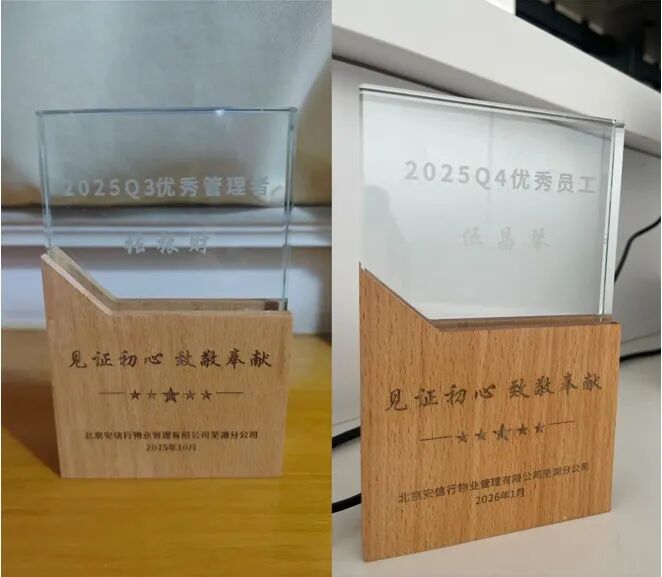 2025Q3优秀管理者
见证初心 致敬奉献
北京安信行物业管理有限公司芜湖分公司
2025年10月
2025Q4优秀员工
伍昌琴
见证初心 致敬奉献
北京安信行物业管理有限公司芜湖分公司
2026年1月